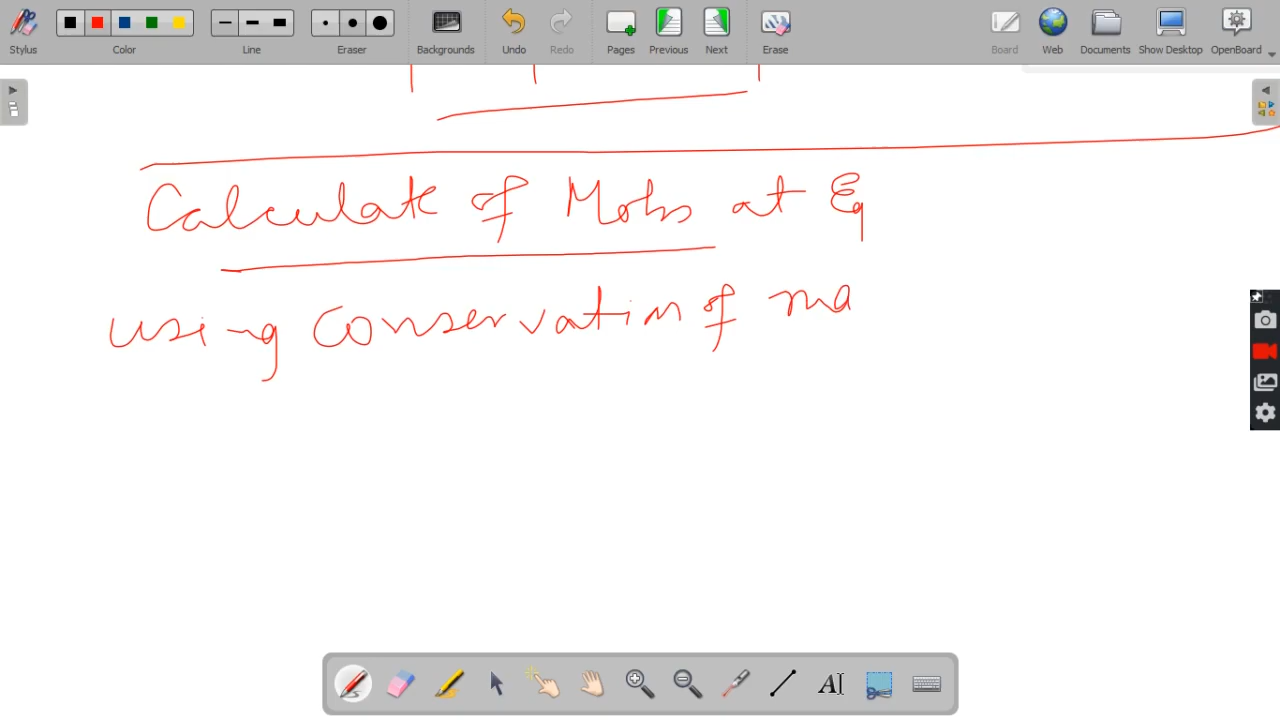 Stylus Color Line Eraser Backgrounds Undo Redo Pages Previous Next Erase Board Web Documents Show Desktop OpenBoard
Calculate of Moles at Eq
using conservation of ma
AI